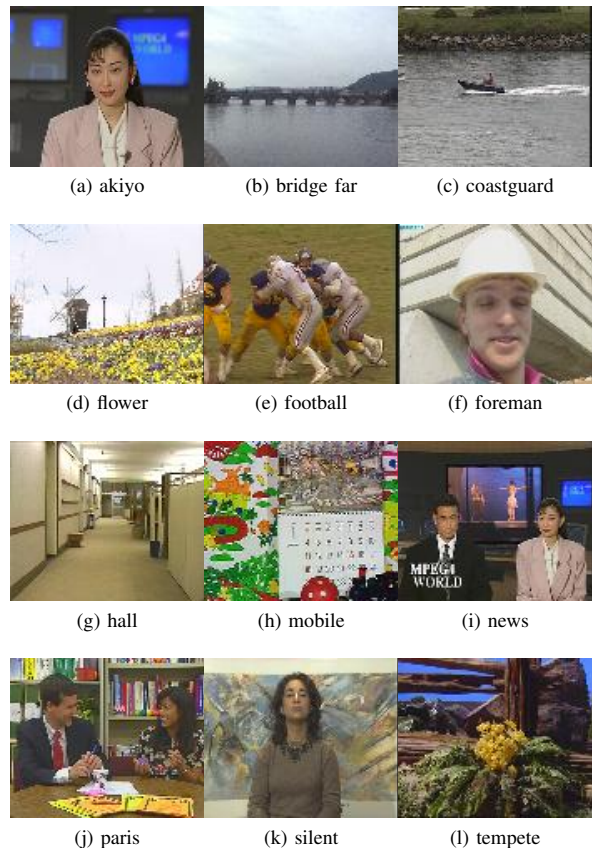 MPEG4
WORLD
(a) akiyo
(b) bridge far
(c) coastguard
(d) flower
(e) football
(f) foreman
(g) hall
(h) mobile
(i) news
MPEG4
WORLD
(j) paris
(k) silent
(l) tempete